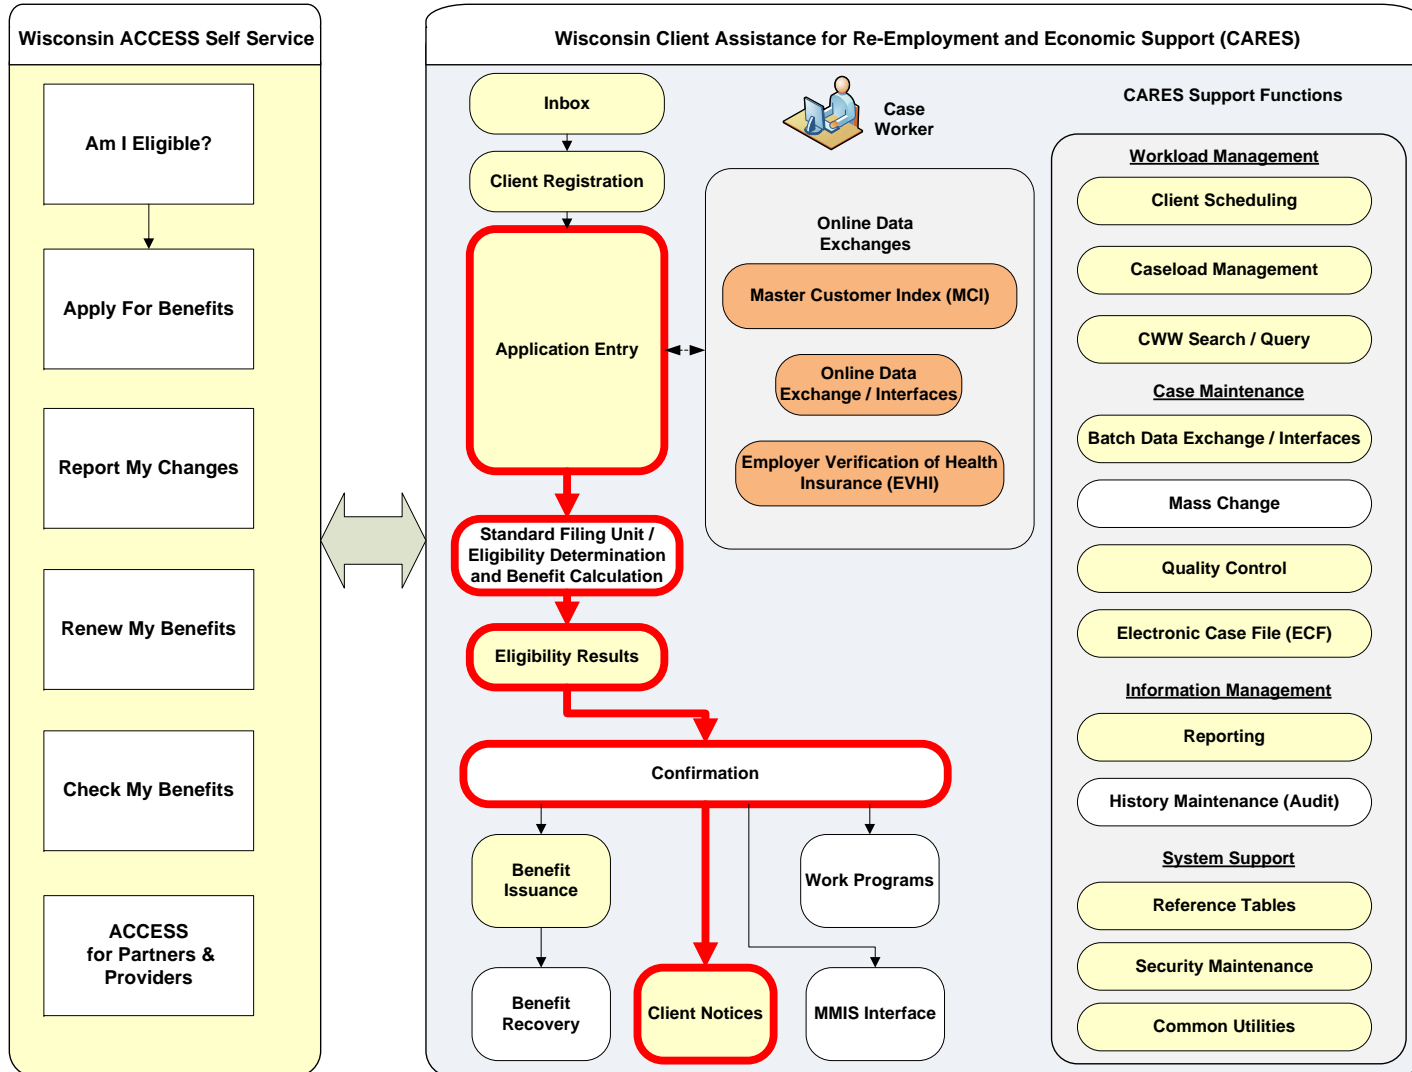 Wisconsin ACCESS Self Service
Am I Eligible?
Apply For Benefits
Report My Changes
Renew My Benefits
Check My Benefits
ACCESS
for Partners &
Providers
Wisconsin Client Assistance for Re-Employment and Economic Support (CARES)
Inbox
Client Registration
Application Entry
Standard Filing Unit /
Eligibility Determination
and Benefit Calculation
Eligibility Results
Confirmation
Benefit
Issuance
Work Programs
Benefit
Recovery
Client Notices
MMIS Interface
Case
Worker
Online Data
Exchanges
Master Customer Index (MCI)
Online Data
Exchange / Interfaces
Employer Verification of Health
Insurance (EVHI)
CARES Support Functions
Workload Management
Client Scheduling
Caseload Management
CWW Search / Query
Case Maintenance
Batch Data Exchange / Interfaces
Mass Change
Quality Control
Electronic Case File (ECF)
Information Management
Reporting
History Maintenance (Audit)
System Support
Reference Tables
Security Maintenance
Common Utilities